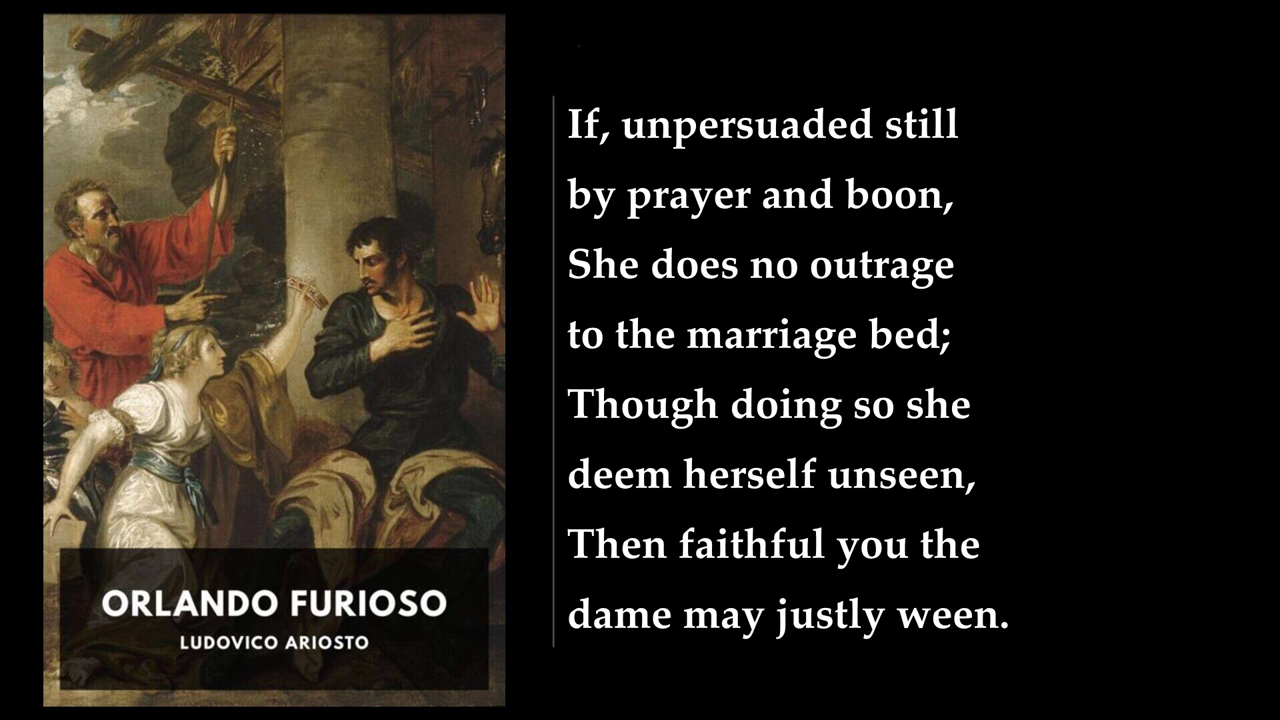 ORLANDO FURIOSO
LUDOVICO ARIOSTO
If, unpersuaded still
by prayer and boon,
She does no outrage
to the marriage bed;
Though doing so she
deem herself unseen,
Then faithful you the
dame may justly ween.